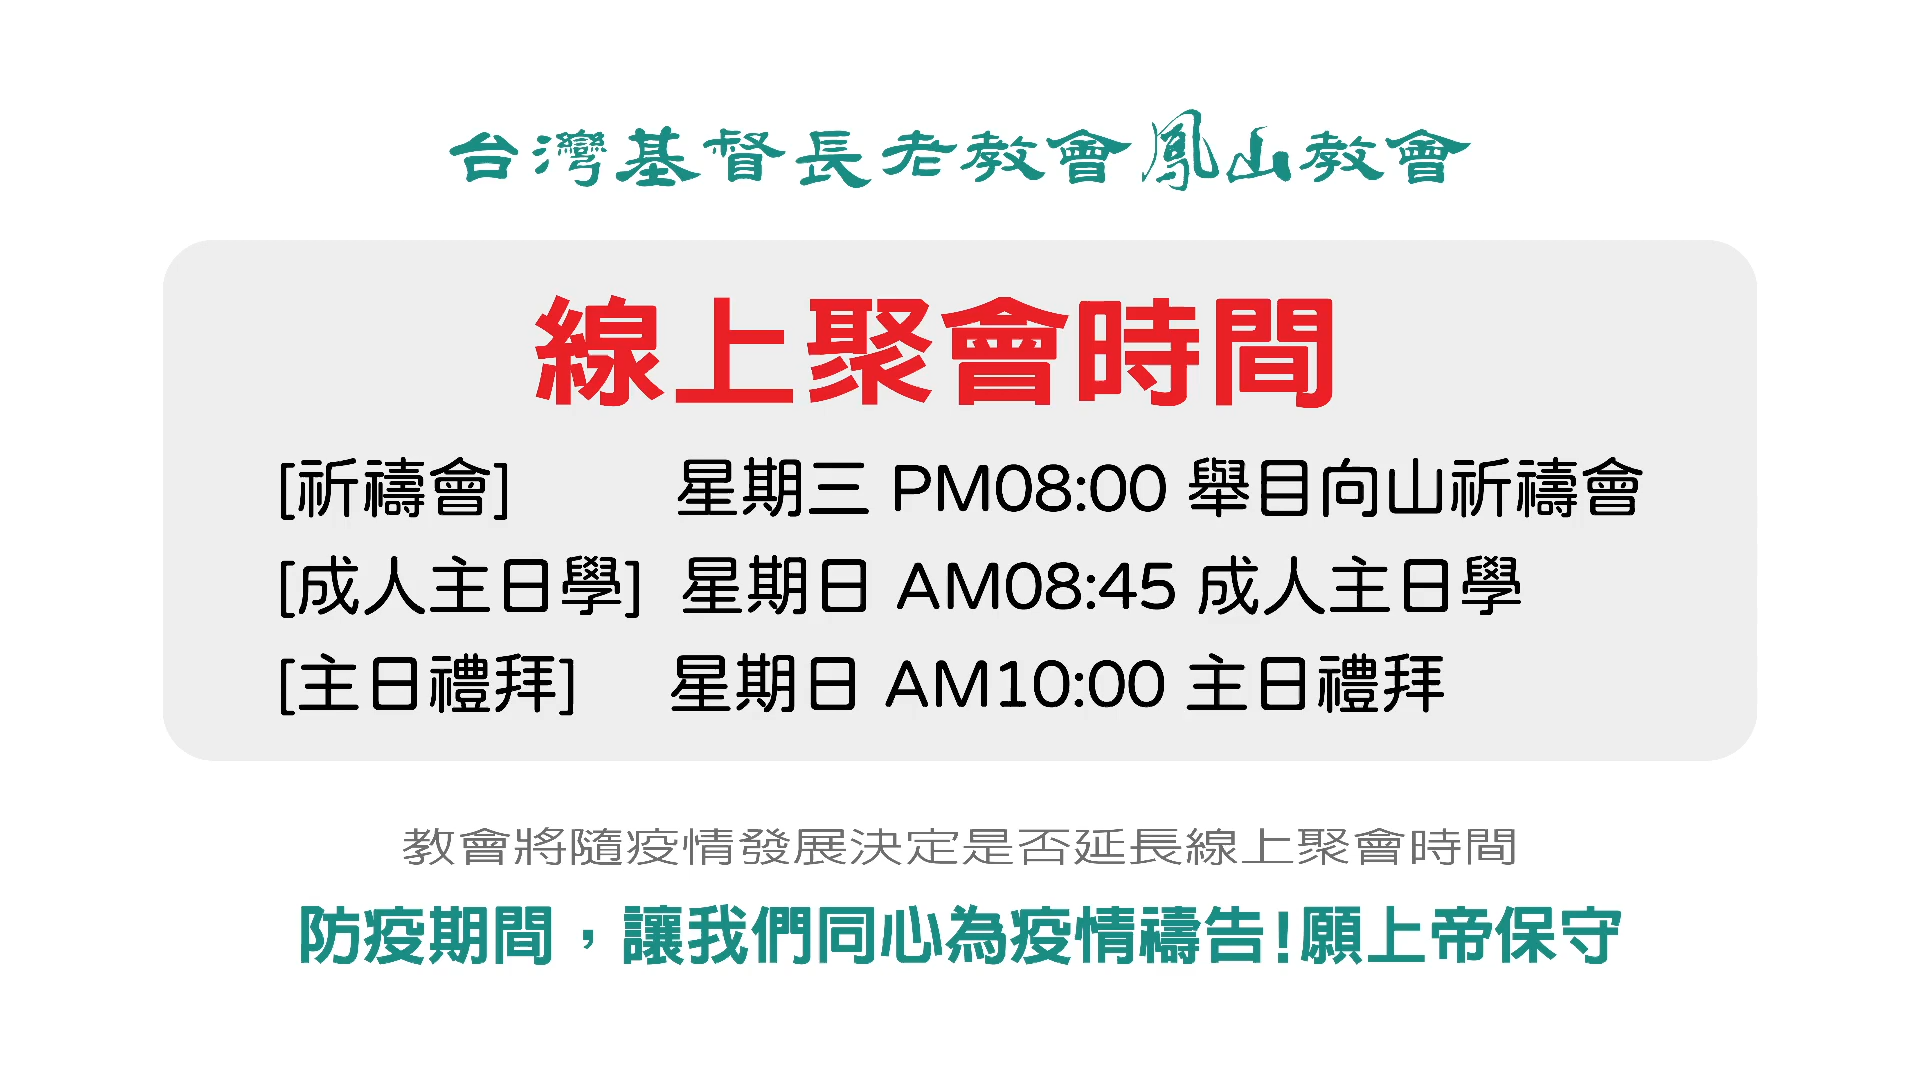 台灣基督長老教會鳳山教會
線上聚會時間
[祈禱會] 星期三 PM08:00 舉目向山祈禱會
[成人主日學] 星期日 AM08:45 成人主日學
[主日禮拜] 星期日 AM10:00 主日禮拜
教會將隨疫情發展決定是否延長線上聚會時間
防疫期間，讓我們同心為疫情禱告!願上帝保守